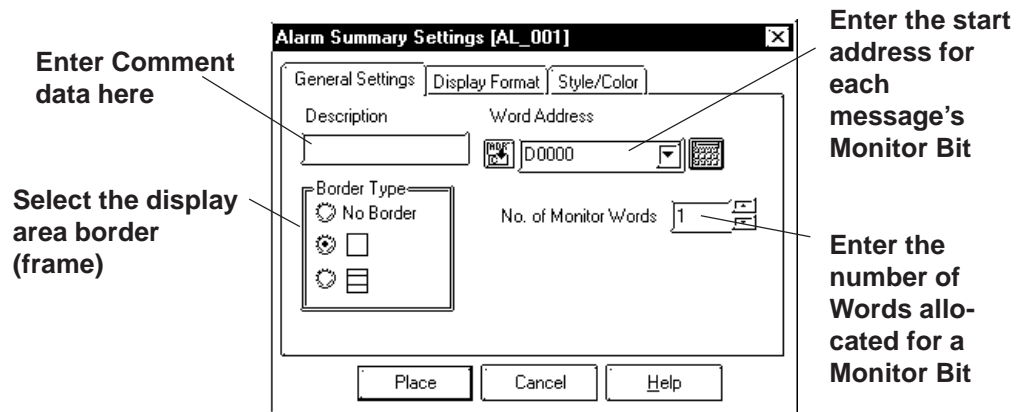 Enter Comment
data here
Select the display
area border
(frame)
Alarm Summary Settings [AL_001]
General Settings
Display Format
Style/Color
Description
Word Address
ADR
D0000
Border Type
No Border
No. of Monitor Words
1
Place
Cancel
Help
Enter the start
address for
each
message's
Monitor Bit
Enter the
number of
Words allo-
cated for a
Monitor Bit